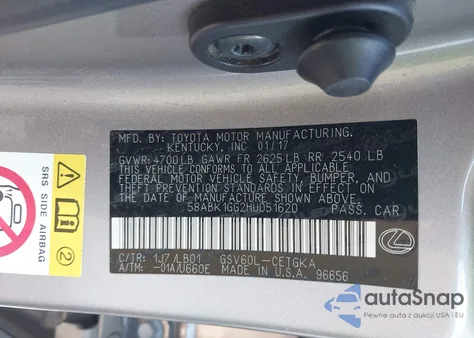 MFD. BY: TOYOTA MOTOR MANUFACTURING,
KENTUCKY, INC 01/17
GVWR: 4700LB GAWR FR 2625LB RR 2540 LB
THIS VEHICLE CONFORMS TO ALL APPLICABLE
FEDERAL MOTOR VEHICLE SAFETY, BUMPER, AND
THEFT PREVENTION STANDARDS IN EFFECT ON
THE DATE OF MANUFACTURE SHOWN ABOVE.
58ABK1GG2HU051620 PASS. CAR
C/TR: 1J7/LB01 GSV60L-CETGKA
A/TM: -01A/U660E MADE IN U.S.A. 96656
SIDE AIRBAG
autoSnap
Pewne auta z USA i EU